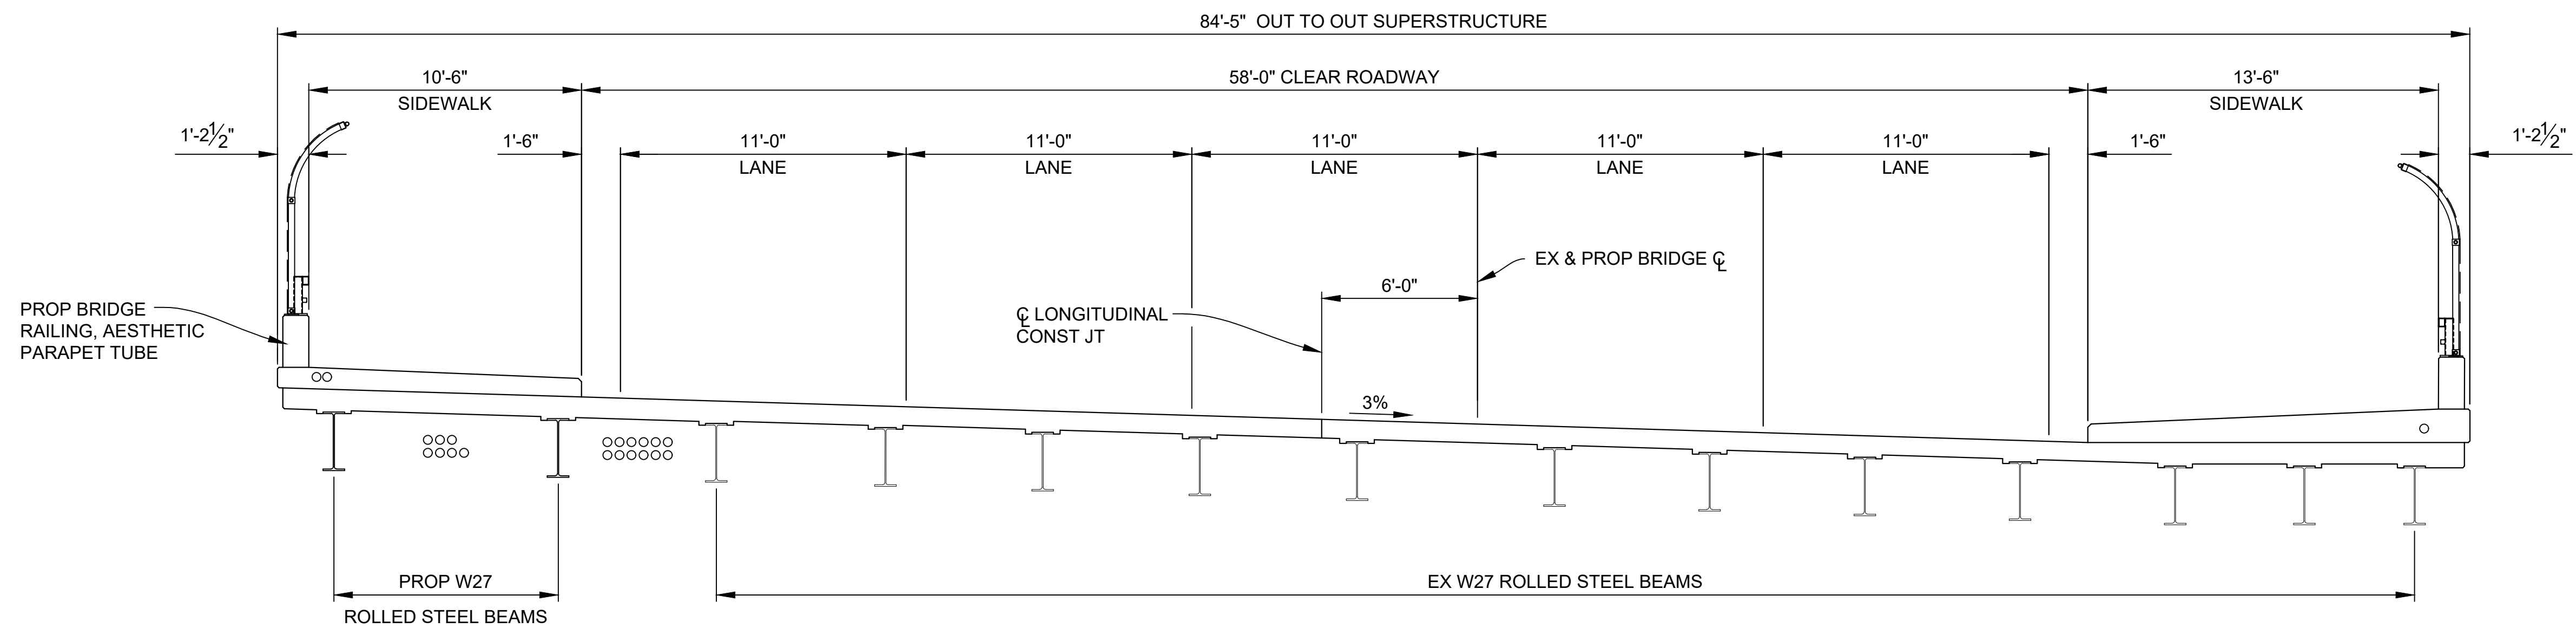 84'-5" OUT TO OUT SUPERSTRUCTURE
10'-6"
SIDEWALK
58'-0" CLEAR ROADWAY
13'-6"
SIDEWALK
1'-2½"
1'-6"
11'-0"
LANE
11'-0"
LANE
11'-0"
LANE
11'-0"
LANE
11'-0"
LANE
1'-6"
1'-2½"
EX & PROP BRIDGE ℄
6'-0"
PROP BRIDGE
RAILING, AESTHETIC
PARAPET TUBE
℄ LONGITUDINAL
CONST JT
3%
PROP W27
ROLLED STEEL BEAMS
EX W27 ROLLED STEEL BEAMS